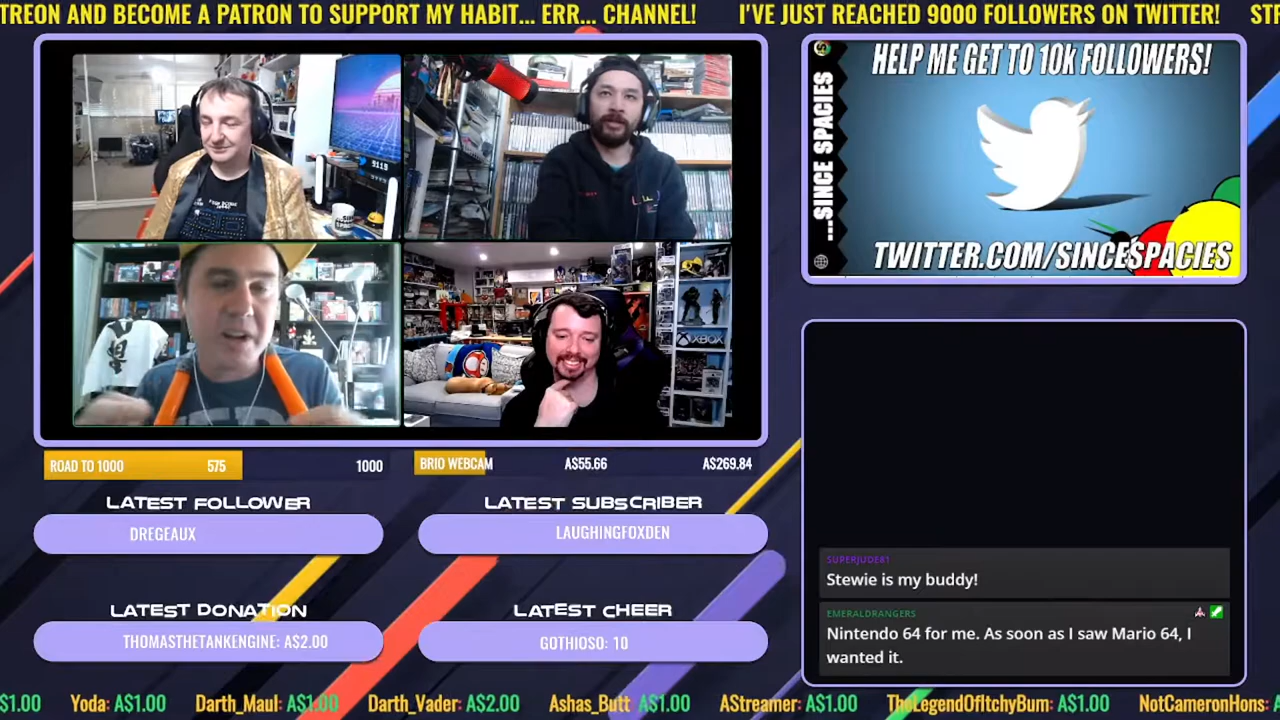 TREON AND BECOME A PATRON TO SUPPORT MY HABIT... ERR... CHANNEL! I'VE JUST REACHED 9000 FOLLOWERS ON TWITTER! STE
HELP ME GET TO 10k FOLLOWERS!
...SINCE SPACIES
TWITTER.COM/SINCESPACIES
XBOX
ROAD TO 1000 575 1000
BRIO WEBCAM A$55.66 A$269.84
LATEST FOLLOWER
DREGEAUX
LATEST SUBSCRIBER
LAUGHINGFOXDEN
LATEST DONATION
THOMASTHETANKENGINE: A$2.00
LATEST CHEER
GOTHIOSO: 10
SUPERJUDE81
Stewie is my buddy!
EMERALDRANGERS
Nintendo 64 for me. As soon as I saw Mario 64, I
wanted it.
$1.00 Yoda: A$1.00 Darth_Maul: A$1.00 Darth_Vader: A$2.00 Ashas_Butt A$1.00 AStreamer: A$1.00 TheLegendOfItchyBum: A$1.00 NotCameronHons: